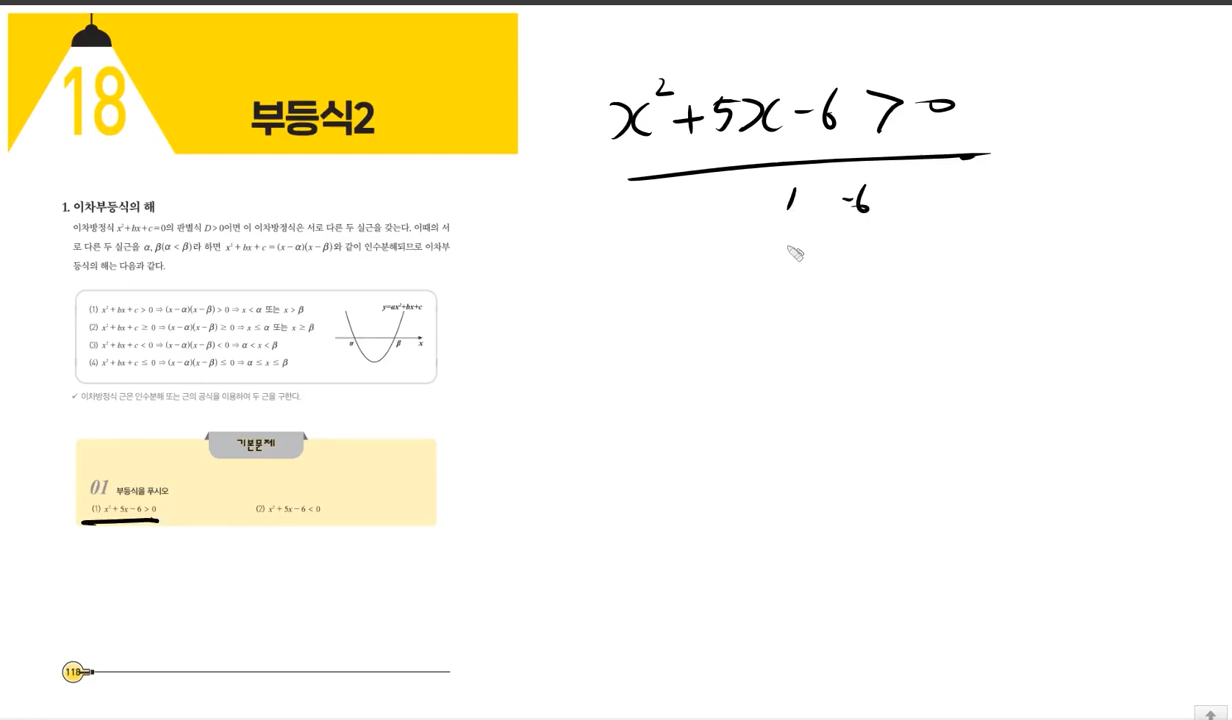 18
부등식2
1. 이차부등식의 해
이차방정식 x²+bx+c=0의 판별식 D>0이면 이 이차방정식은 서로 다른 두 실근을 갖는다. 이때의 서
로 다른 두 실근을 α, β(α<β)라 하면 x²+bx+c=(x-α)(x-β)와 같이 인수분해되므로 이차부
등식의 해는 다음과 같다.
(1) x²+bx+c>0 ⇒ (x-α)(x-β)>0 ⇒ x<α 또는 x>β
(2) x²+bx+c≥0 ⇒ (x-α)(x-β)≥0 ⇒ x≤α 또는 x≥β
(3) x²+bx+c<0 ⇒ (x-α)(x-β)<0 ⇒ α<x<β
(4) x²+bx+c≤0 ⇒ (x-α)(x-β)≤0 ⇒ α≤x≤β
y=ax²+bx+c
α β x
✓ 이차방정식 근은 인수분해 또는 근의 공식을 이용하여 두 근을 구한다.
기본문제
01 부등식을 푸시오
(1) x²+5x-6>0 (2) x²+5x-6<0
118
x²+5x-6>0
1 -6